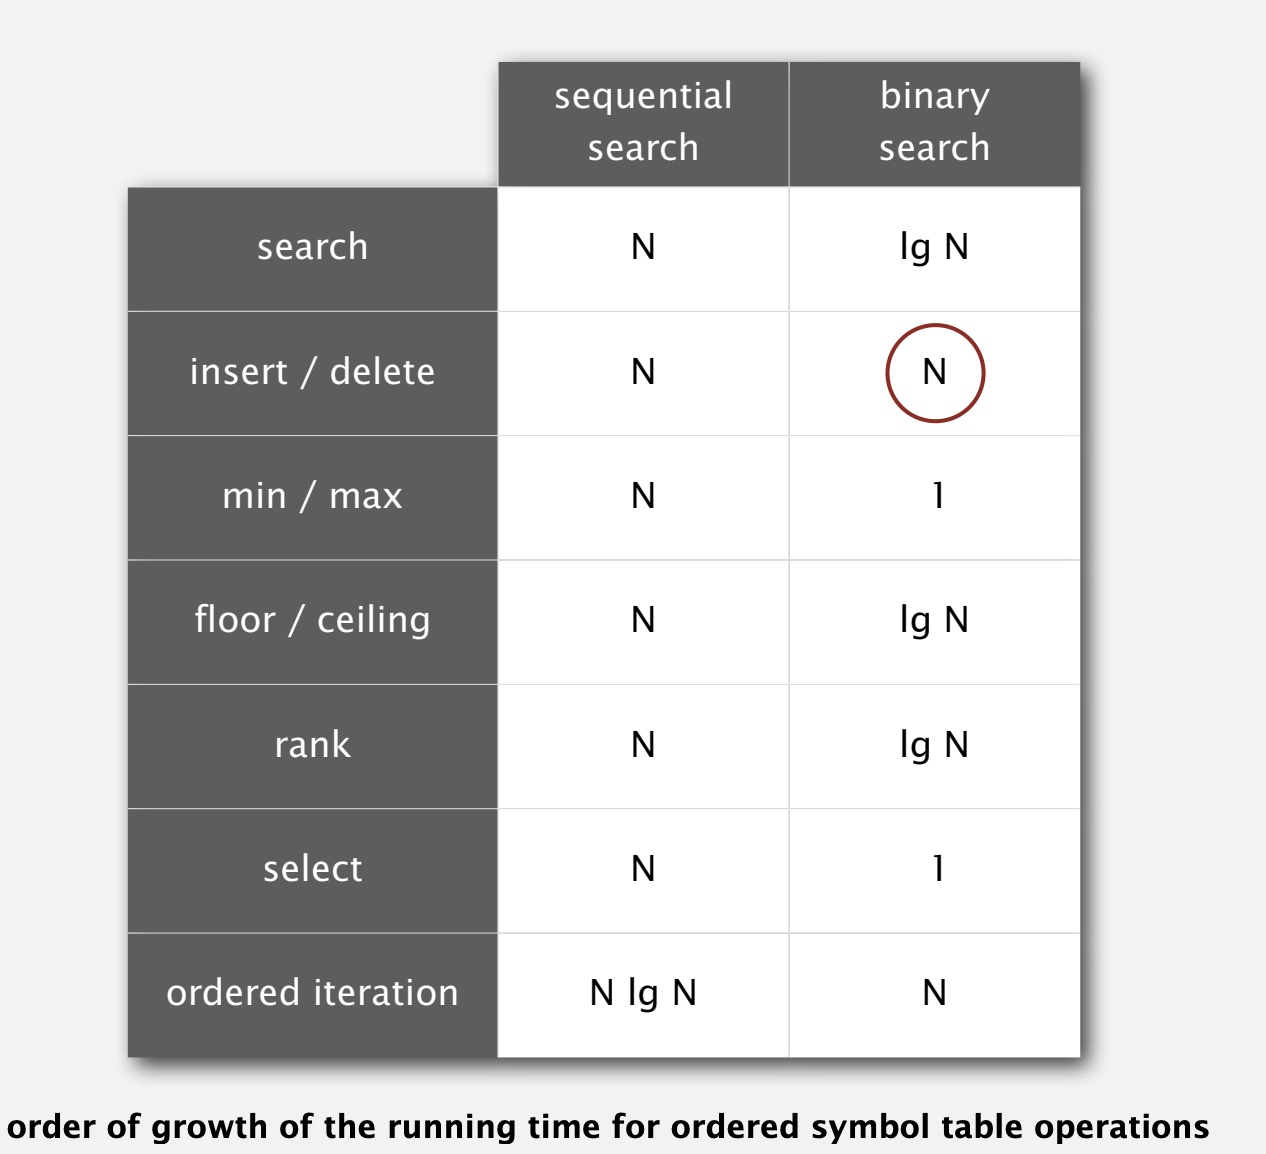 sequential binary
search search
search N lg N
insert / delete N N
min / max N 1
floor / ceiling N lg N
rank N lg N
select N 1
ordered iteration N lg N N
order of growth of the running time for ordered symbol table operations